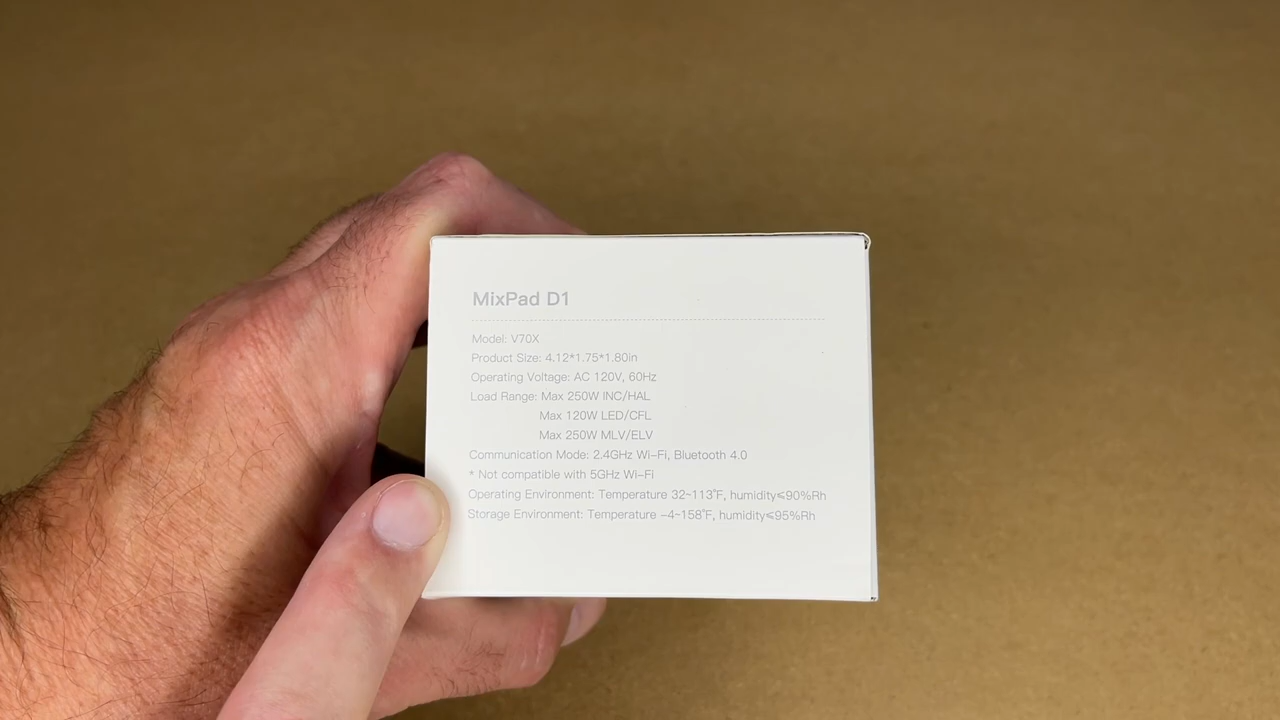 MixPad D1
Model: V70X
Product Size: 4.12*1.75*1.80in
Operating Voltage: AC 120V, 60Hz
Load Range: Max 250W INC/HAL
Max 120W LED/CFL
Max 250W MLV/ELV
Communication Mode: 2.4GHz Wi-Fi, Bluetooth 4.0
* Not compatible with 5GHz Wi-Fi
Operating Environment: Temperature 32~113°F, humidity⩽90%Rh
Storage Environment: Temperature -4~158°F, humidity⩽95%Rh